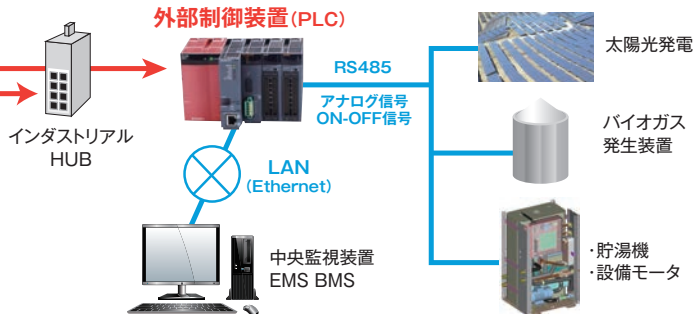 外部制御装置(PLC)
インダストリアル
HUB
RS485
アナログ信号
ON-OFF信号
太陽光発電
バイオガス
発生装置
LAN
(Ethernet)
中央監視装置
EMS BMS
・貯湯機
・設備モータ